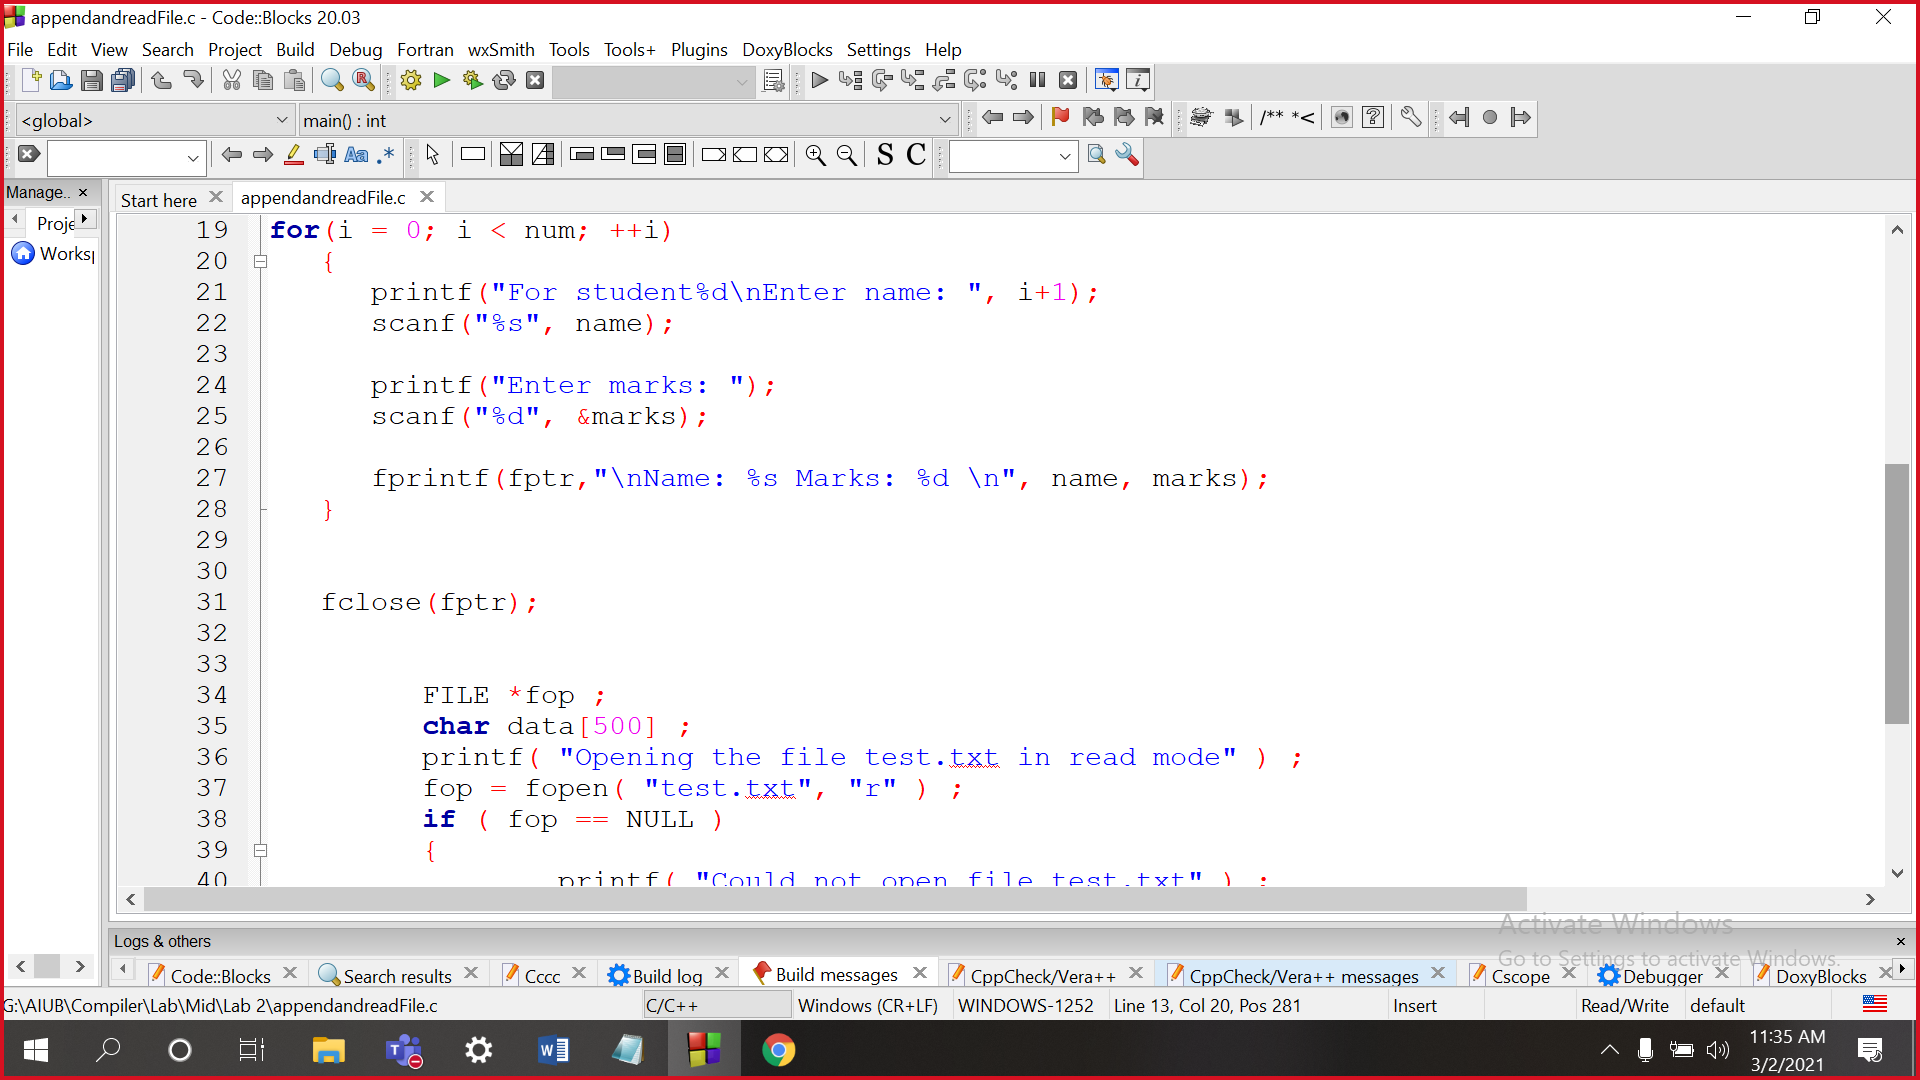 appendandreadFile.c - Code::Blocks 20.03
File Edit View Search Project Build Debug Fortran wxSmith Tools Tools+ Plugins DoxyBlocks Settings Help
<global> main() : int /** *<
Aa .* S C
Manage.. Start here appendandreadFile.c
Proje
Worksp
19 for(i = 0; i < num; ++i)
20 {
21 printf("For student%d\nEnter name: ", i+1);
22 scanf("%s", name);
23
24 printf("Enter marks: ");
25 scanf("%d", &marks);
26
27 fprintf(fptr,"\nName: %s Marks: %d \n", name, marks);
28 }
29
30
31 fclose(fptr);
32
33
34 FILE *fop ;
35 char data[500] ;
36 printf( "Opening the file test.txt in read mode" ) ;
37 fop = fopen( "test.txt", "r" ) ;
38 if ( fop == NULL )
39 {
40 printf( "Could not open file test.txt" ) ;
Activate Windows
Go to Settings to activate Windows.
Logs & others
Code::Blocks Search results Cccc Build log Build messages CppCheck/Vera++ CppCheck/Vera++ messages Cscope Debugger DoxyBlocks
G:\AIUB\Compiler\Lab\Mid\Lab 2\appendandreadFile.c C/C++ Windows (CR+LF) WINDOWS-1252 Line 13, Col 20, Pos 281 Insert Read/Write default
11:35 AM
3/2/2021